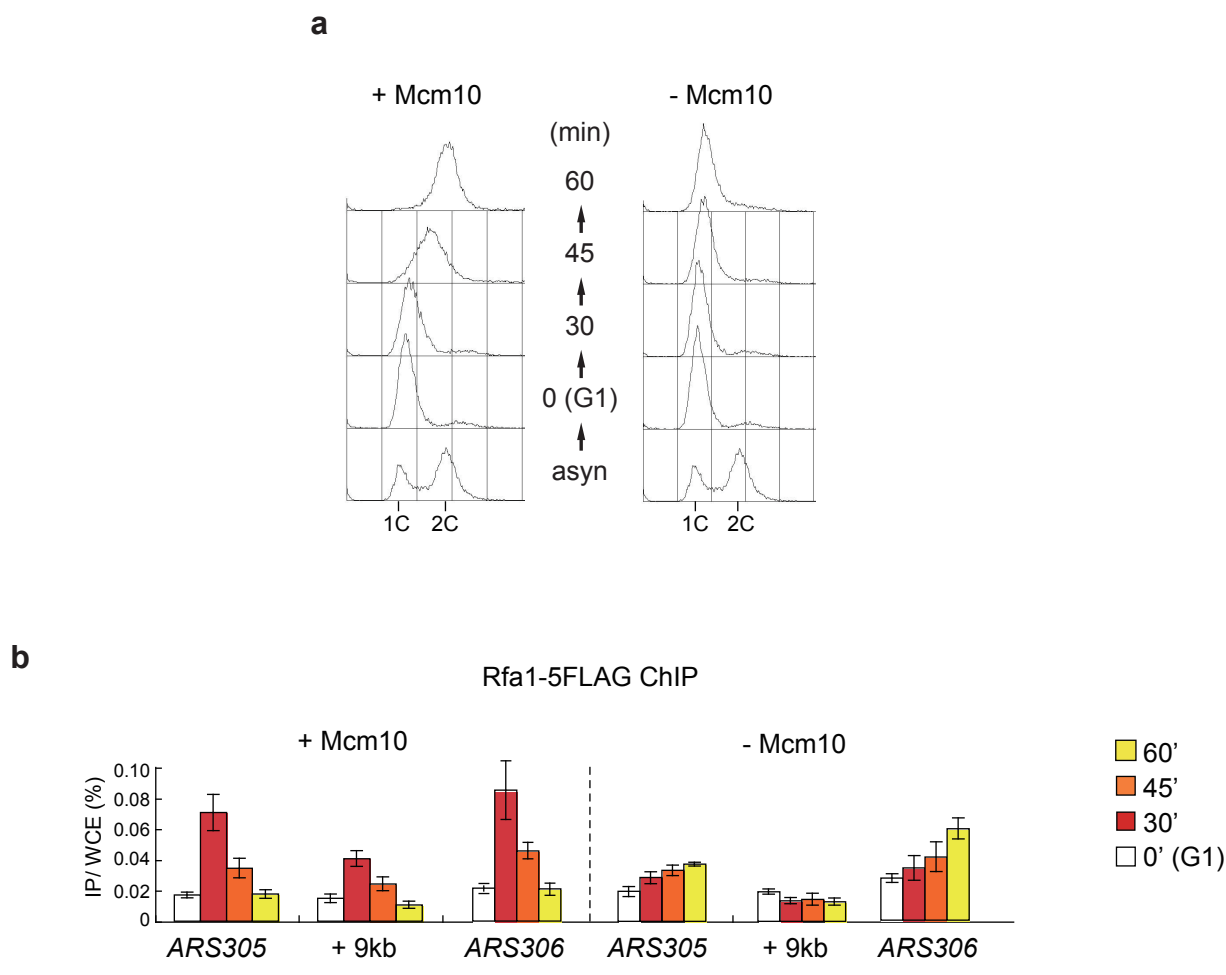 a
+ Mcm10
- Mcm10
(min)
60
45
30
0 (G1)
asyn
1C 2C
1C 2C
b
Rfa1-5FLAG ChIP
+ Mcm10
- Mcm10
IP/ WCE (%)
0.10
0.08
0.06
0.04
0.02
0
ARS305 + 9kb ARS306 ARS305 + 9kb ARS306
60’
45’
30’
0’ (G1)